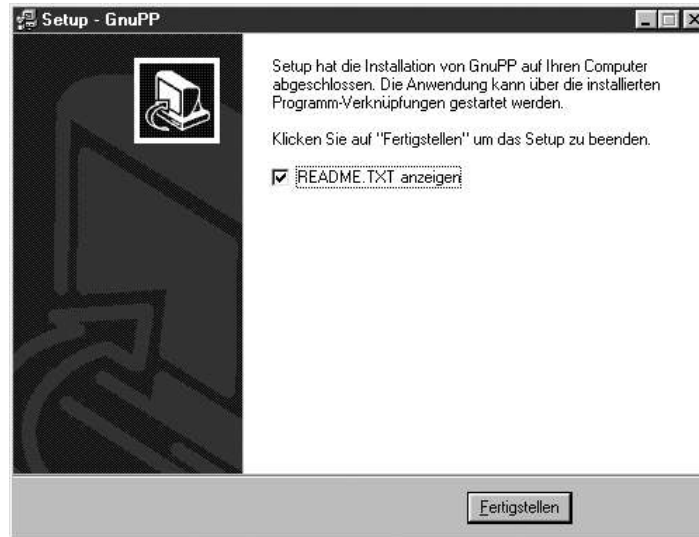 Setup - GnuPP
Setup hat die Installation von GnuPP auf Ihren Computer
abgeschlossen. Die Anwendung kann über die installierten
Programm-Verknüpfungen gestartet werden.
Klicken Sie auf "Fertigstellen" um das Setup zu beenden.
README.TXT anzeigen
Fertigstellen